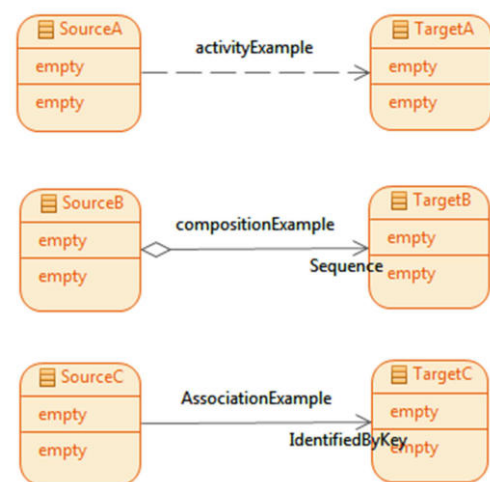 SourceA
activityExample
TargetA
empty
empty
empty
empty
SourceB
compositionExample
TargetB
empty
empty
Sequence
empty
empty
SourceC
AssociationExample
TargetC
empty
empty
IdentifiedByKey
empty
empty